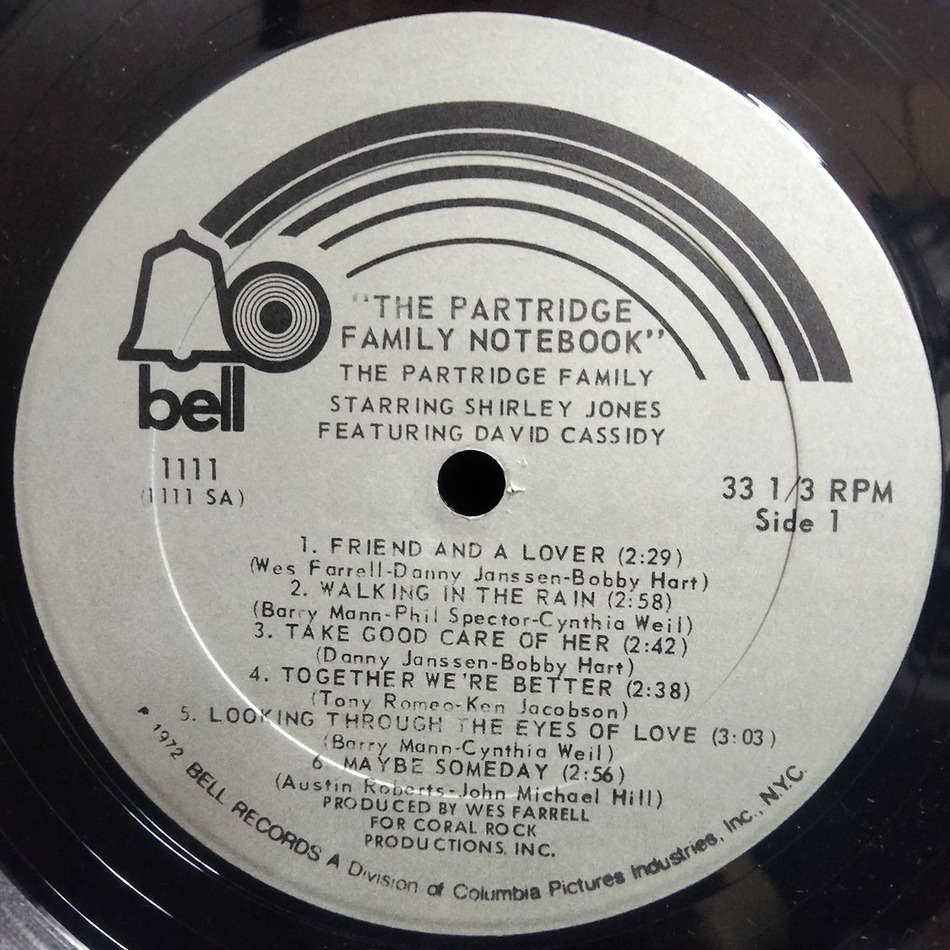 "THE PARTRIDGE
FAMILY NOTEBOOK"
THE PARTRIDGE FAMILY
STARRING SHIRLEY JONES
FEATURING DAVID CASSIDY
bell
1111
(1111 SA)
33 1/3 RPM
Side 1
1. FRIEND AND A LOVER (2:29)
(Wes Farrell-Danny Janssen-Bobby Hart)
2. WALKING IN THE RAIN (2:58)
(Barry Mann-Phil Spector-Cynthia Weil)
3. TAKE GOOD CARE OF HER (2:42)
(Danny Janssen-Bobby Hart)
4. TOGETHER WE'RE BETTER (2:38)
(Tony Romeo-Ken Jacobson)
5. LOOKING THROUGH THE EYES OF LOVE (3:03)
(Barry Mann-Cynthia Weil)
6. MAYBE SOMEDAY (2:56)
(Austin Roberts-John Michael Hill)
PRODUCED BY WES FARRELL
FOR CORAL ROCK
PRODUCTIONS, INC.
P 1972 BELL RECORDS A Division of Columbia Pictures Industries, Inc., N.Y.C.